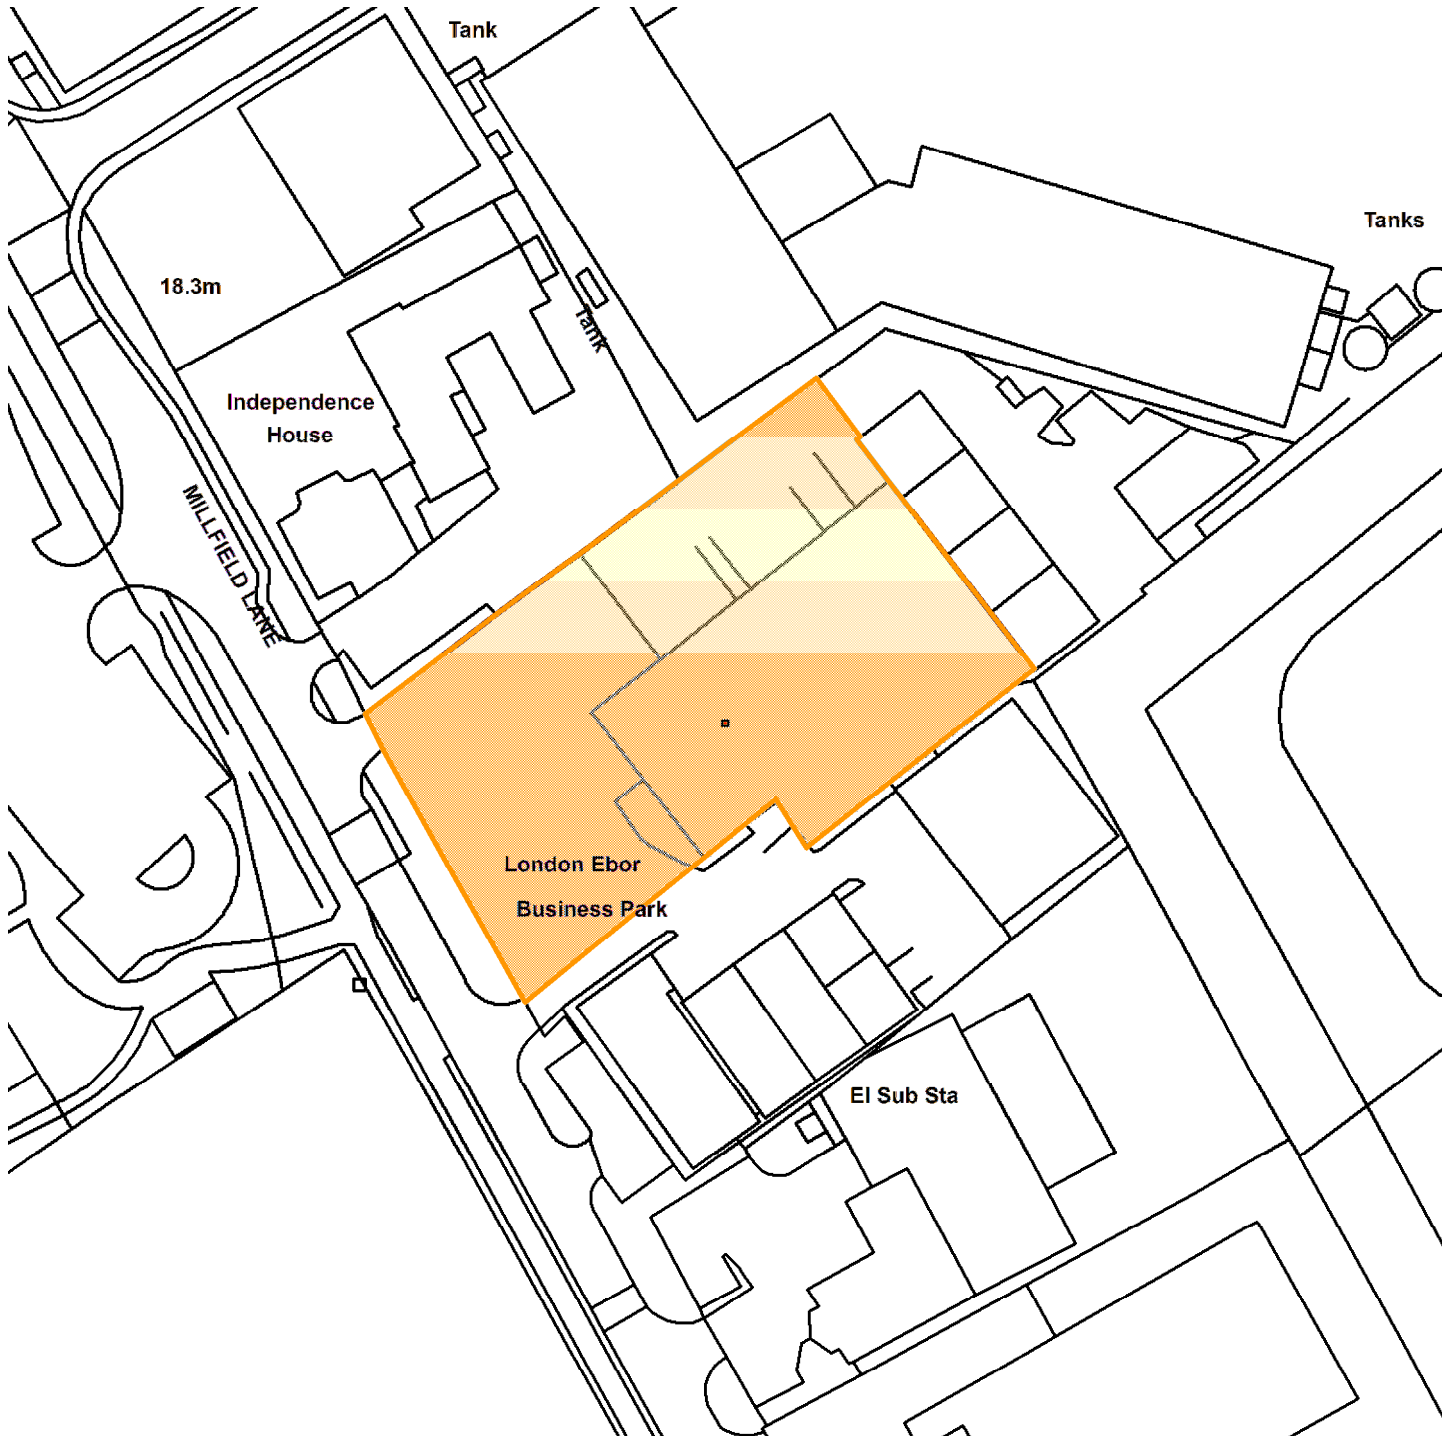 Tank
Tanks
18.3m
Tank
Independence
House
MILLFIELD LANE
London Ebor
Business Park
El Sub Sta